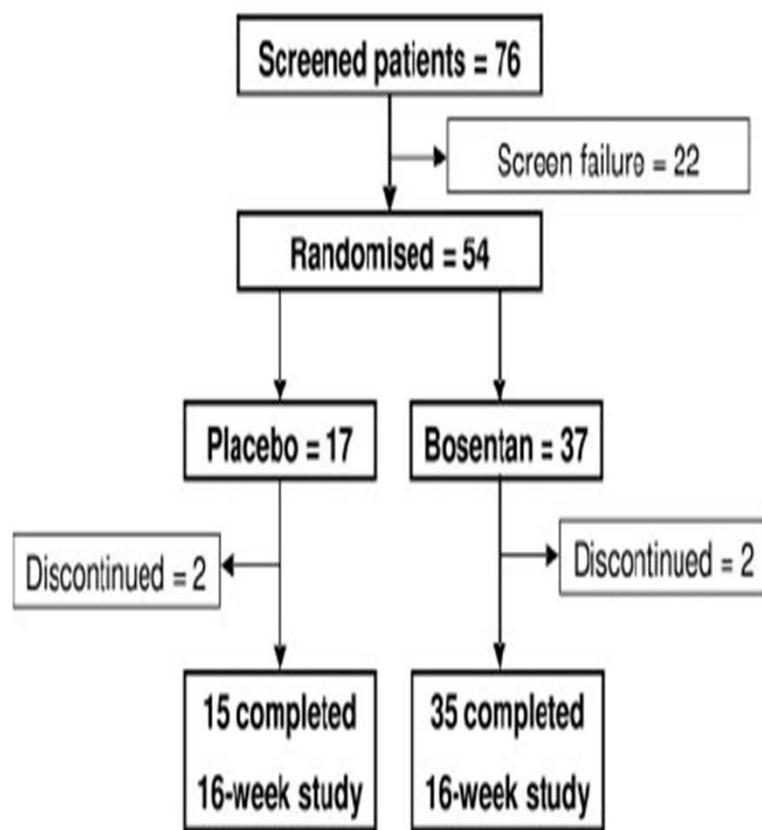 Screened patients = 76
Screen failure = 22
Randomised = 54
Placebo = 17
Bosentan = 37
Discontinued = 2
Discontinued = 2
15 completed
16-week study
35 completed
16-week study